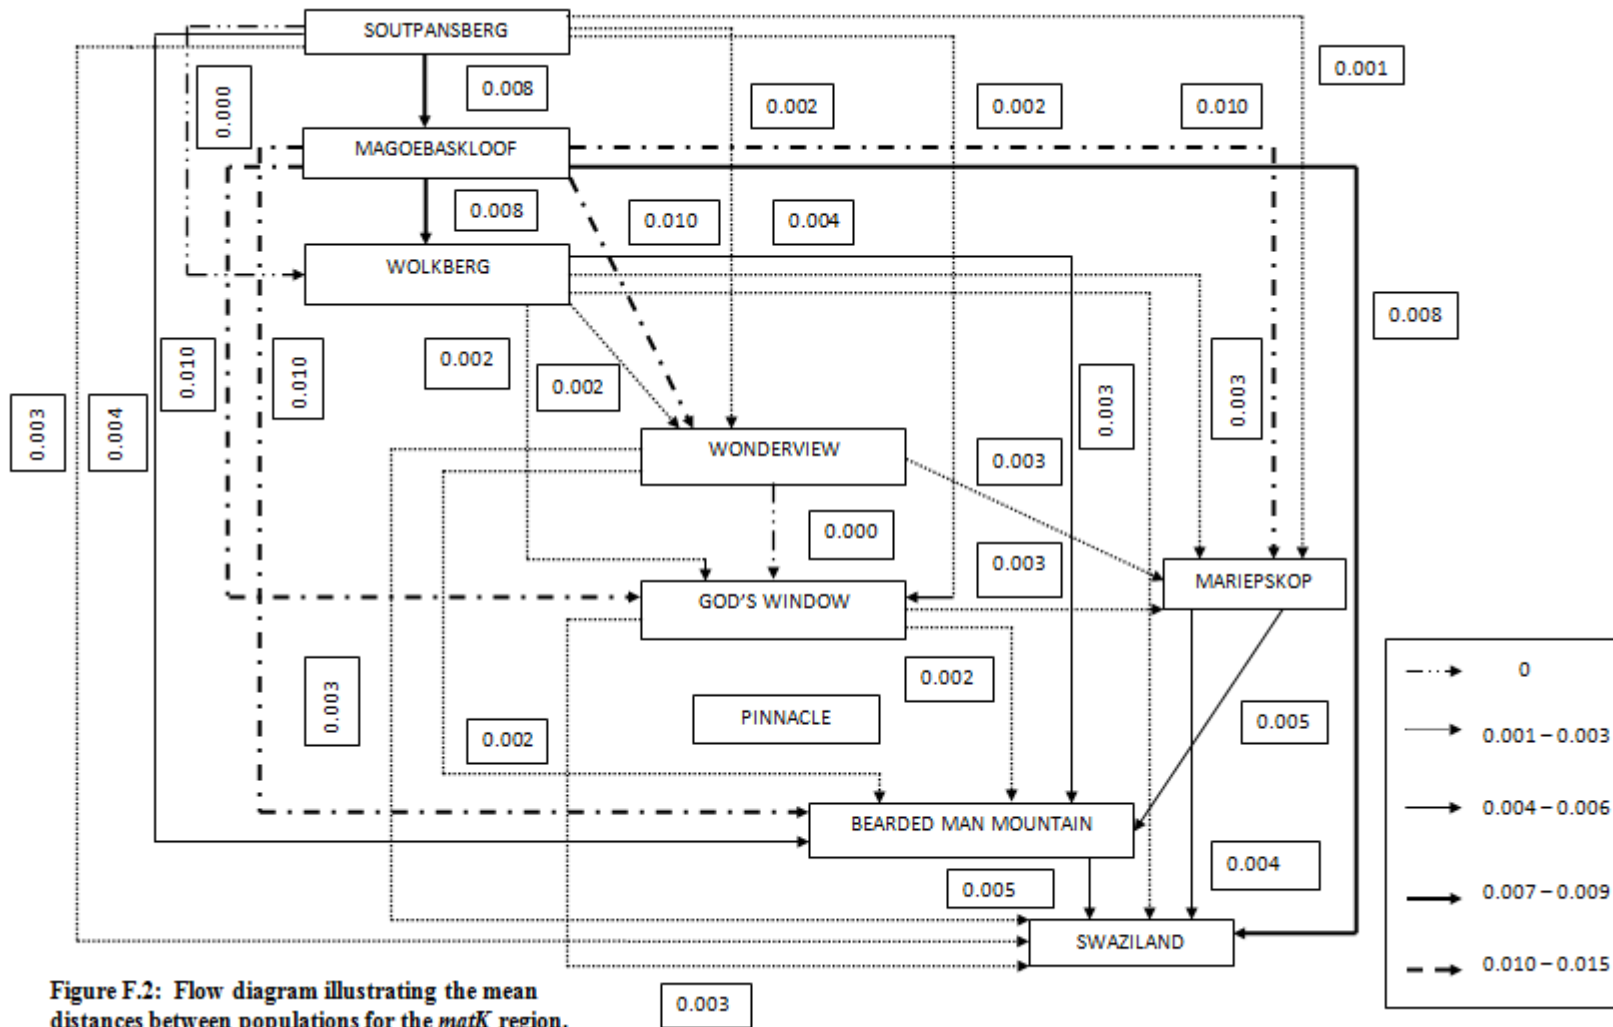 SOUTPANSBERG
0.001
0.000
0.008
0.002
0.002
0.010
MAGOEBASKLOOF
0.008
0.010
0.004
WOLKBERG
0.008
0.010
0.010
0.002
0.002
0.003
0.003
0.003
0.004
WONDERVIEW
0.003
0.000
0.003
MARIEPSKOP
GOD'S WINDOW
0.003
0.002
0
PINNACLE
0.002
0.005
0.001 – 0.003
BEARDED MAN MOUNTAIN
0.004 – 0.006
0.005
0.004
0.007 – 0.009
SWAZILAND
0.010 – 0.015
0.003
Figure F.2: Flow diagram illustrating the mean
distances between populations for the matK region.